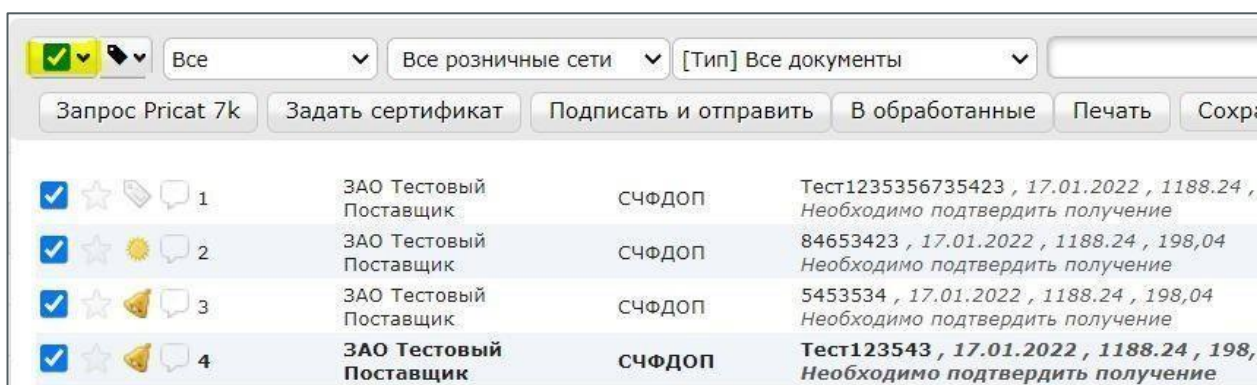 Все Все розничные сети [Тип] Все документы
Запрос Pricat 7k Задать сертификат Подписать и отправить В обработанные Печать Сохра
1 ЗАО Тестовый Поставщик СЧФДОП Тест1235356735423 , 17.01.2022 , 1188.24 ,
Необходимо подтвердить получение
2 ЗАО Тестовый Поставщик СЧФДОП 84653423 , 17.01.2022 , 1188.24 , 198,04
Необходимо подтвердить получение
3 ЗАО Тестовый Поставщик СЧФДОП 5453534 , 17.01.2022 , 1188.24 , 198,04
Необходимо подтвердить получение
4 ЗАО Тестовый Поставщик СЧФДОП Тест123543 , 17.01.2022 , 1188.24 , 198,
Необходимо подтвердить получение